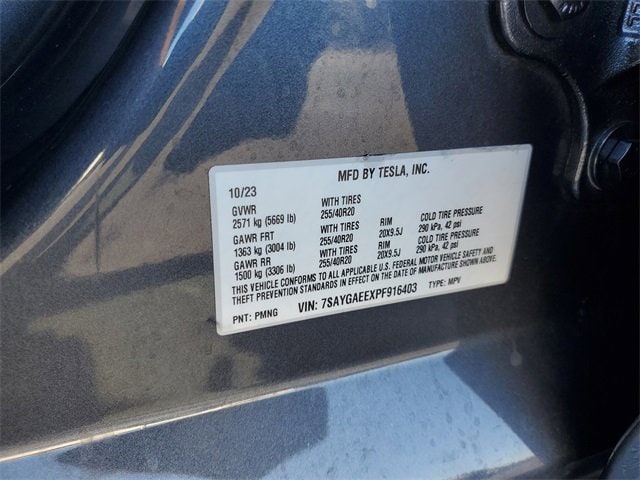 MFD BY TESLA, INC.
10/23
GVWR WITH TIRES
2571 kg (5669 lb) 255/40R20 RIM COLD TIRE PRESSURE
GAWR FRT WITH TIRES 20X9.5J 290 kPa, 42 psi
1363 kg (3004 lb) 255/40R20 RIM COLD TIRE PRESSURE
GAWR RR WITH TIRES 20X9.5J 290 kPa, 42 psi
1500 kg (3306 lb) 255/40R20
THIS VEHICLE CONFORMS TO ALL APPLICABLE U.S. FEDERAL MOTOR VEHICLE SAFETY AND
THEFT PREVENTION STANDARDS IN EFFECT ON THE DATE OF MANUFACTURE SHOWN ABOVE.
PNT: PMNG VIN: 7SAYGAEEXPF916403 TYPE: MPV